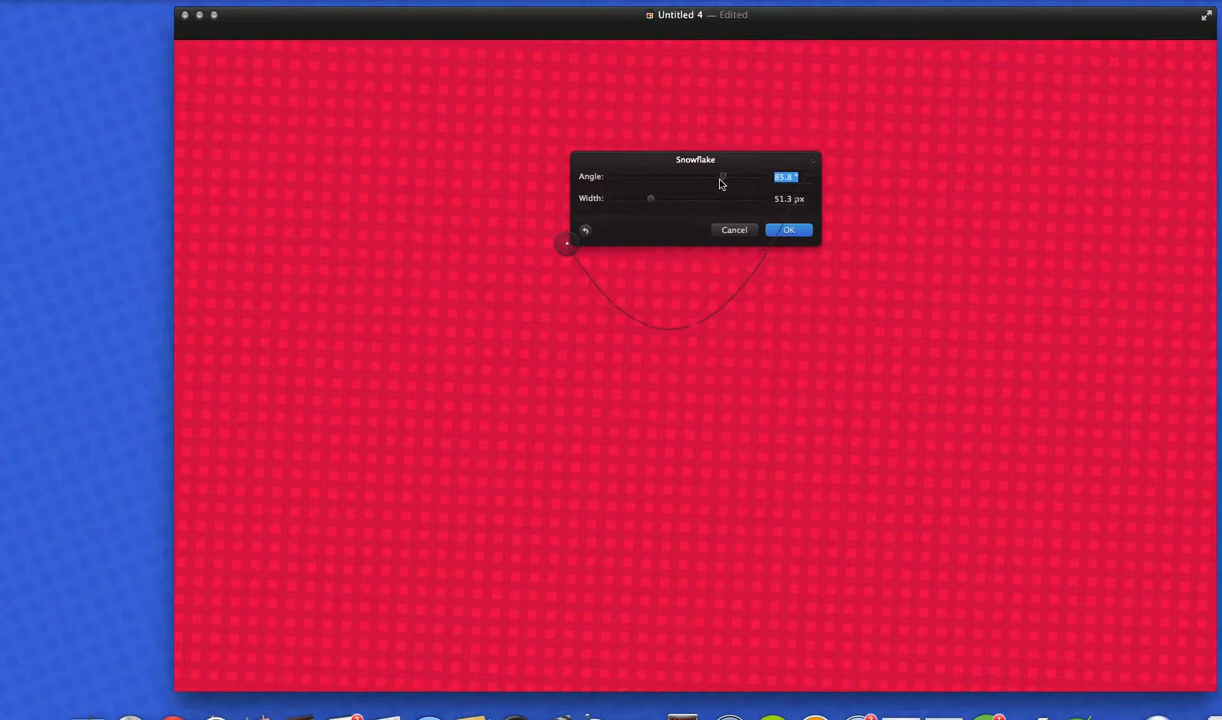 Untitled 4 — Edited
Snowflake
Angle: 85.8 °
Width: 51.3 px
Cancel OK